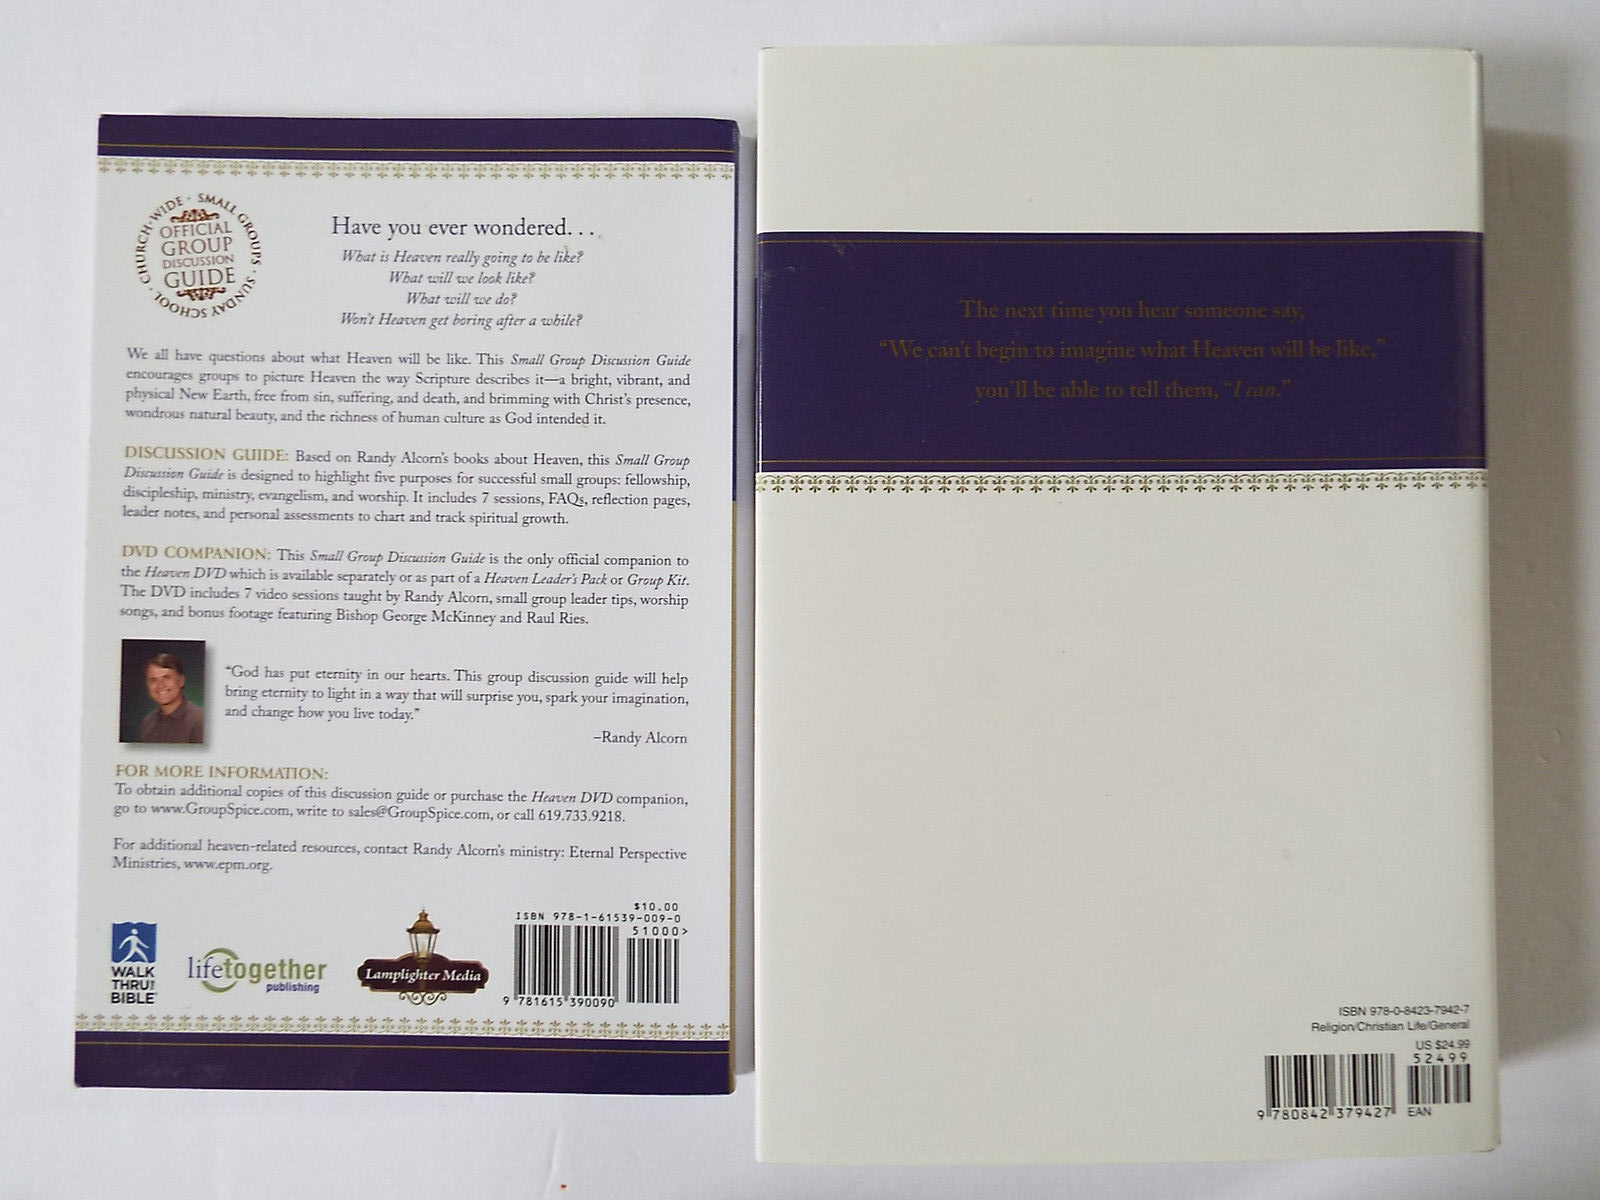 CHURCH-WIDE · SMALL GROUPS · SUNDAY SCHOOL ·
OFFICIAL
GROUP
DISCUSSION
GUIDE
Have you ever wondered. . .
What is Heaven really going to be like?
What will we look like?
What will we do?
Won't Heaven get boring after a while?
We all have questions about what Heaven will be like. This Small Group Discussion Guide
encourages groups to picture Heaven the way Scripture describes it—a bright, vibrant, and
physical New Earth, free from sin, suffering, and death, and brimming with Christ's presence,
wondrous natural beauty, and the richness of human culture as God intended it.
DISCUSSION GUIDE: Based on Randy Alcorn's books about Heaven, this Small Group
Discussion Guide is designed to highlight five purposes for successful small groups: fellowship,
discipleship, ministry, evangelism, and worship. It includes 7 sessions, FAQs, reflection pages,
leader notes, and personal assessments to chart and track spiritual growth.
DVD COMPANION: This Small Group Discussion Guide is the only official companion to
the Heaven DVD which is available separately or as part of a Heaven Leader's Pack or Group Kit.
The DVD includes 7 video sessions taught by Randy Alcorn, small group leader tips, worship
songs, and bonus footage featuring Bishop George McKinney and Raul Ries.
"God has put eternity in our hearts. This group discussion guide will help
bring eternity to light in a way that will surprise you, spark your imagination,
and change how you live today."
–Randy Alcorn
FOR MORE INFORMATION:
To obtain additional copies of this discussion guide or purchase the Heaven DVD companion,
go to www.GroupSpice.com, write to sales@GroupSpice.com, or call 619.733.9218.
For additional heaven-related resources, contact Randy Alcorn's ministry: Eternal Perspective
Ministries, www.epm.org.
WALK
THRU THE
BIBLE
lifetogether
publishing
Lamplighter Media
$10.00
ISBN 978-1-61539-009-0
51000>
9 781615 390090
The next time you hear someone say,
"We can't begin to imagine what Heaven will be like,"
you'll be able to tell them, "I can."
ISBN 978-0-8423-7942-7
Religion/Christian Life/General
US $24.99
52499
9 780842 379427
EAN